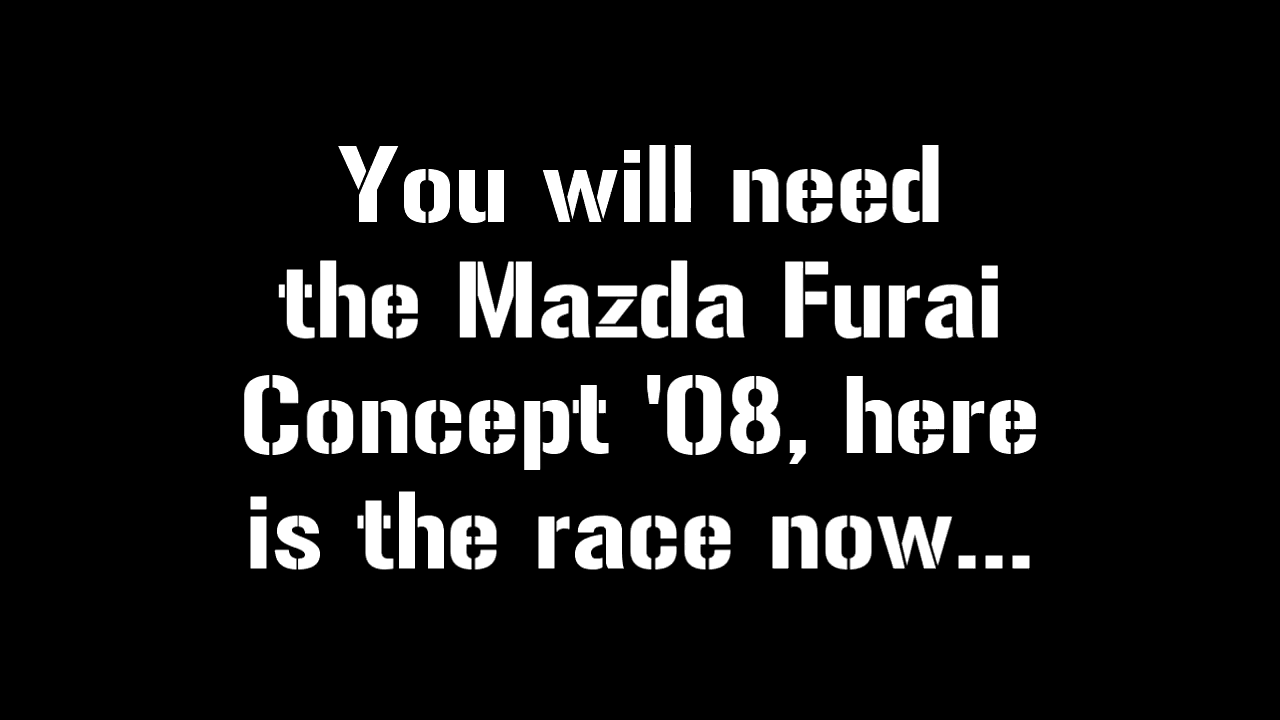 You will need
the Mazda Furai
Concept '08, here
is the race now...